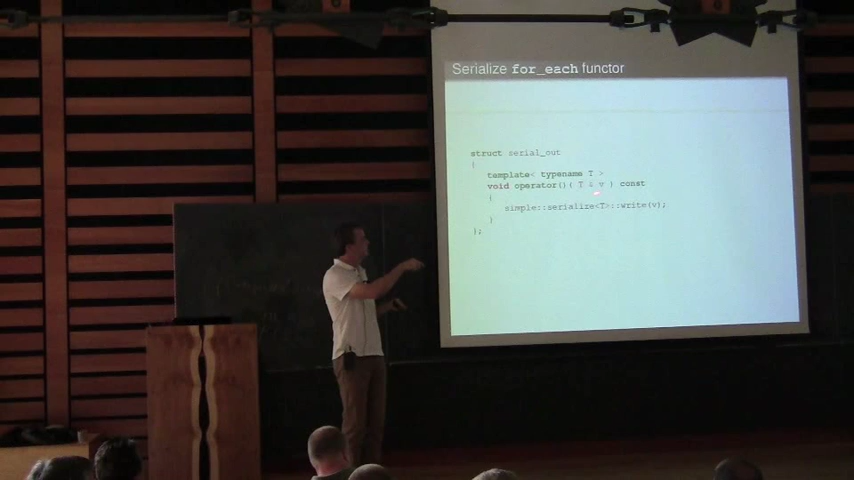 Serialize for_each functor
struct serial_out
{
template< typename T >
void operator()( T & v ) const
{
simple::serialize<T>::write(v);
}
};